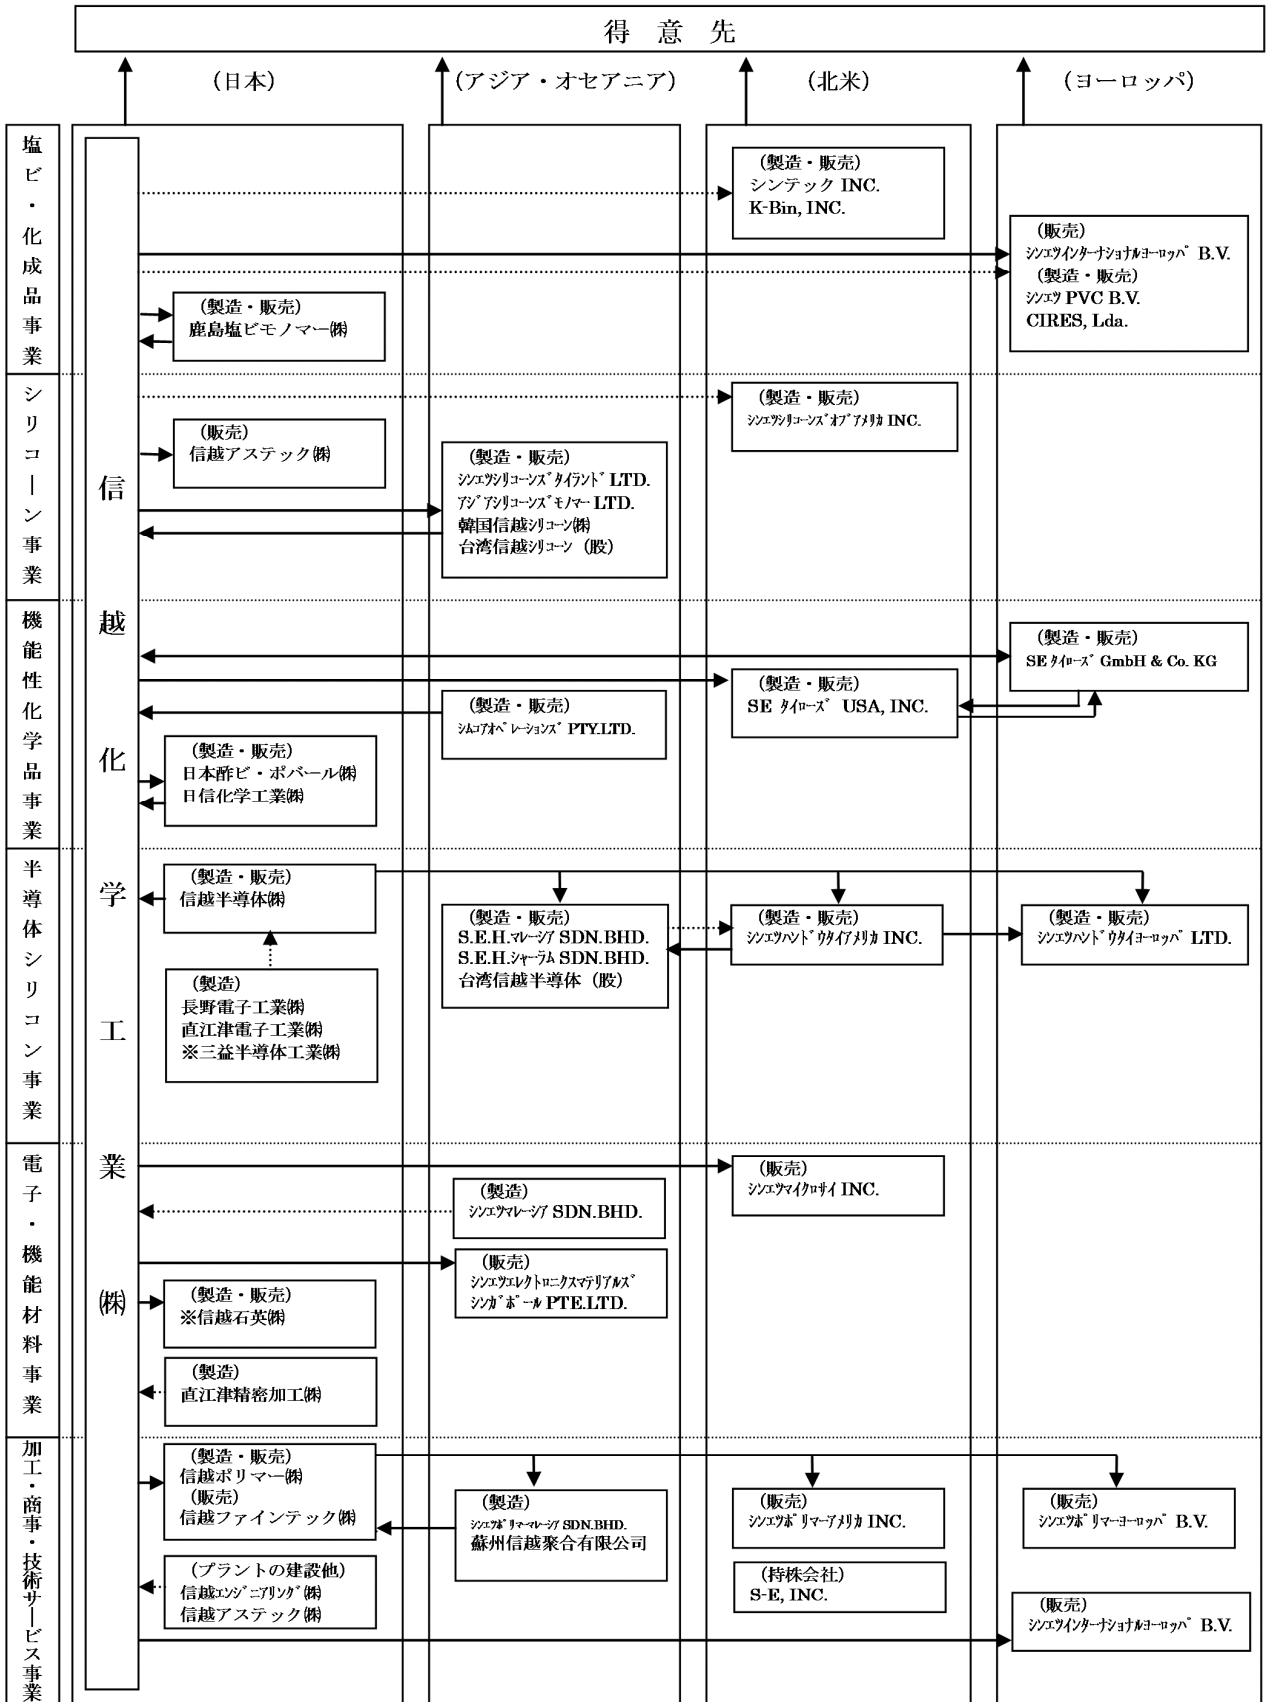 得意先
(日本)
(アジア・オセアニア)
(北米)
(ヨーロッパ)
信越化学工業㈱
塩ビ・化成品事業
(製造・販売)
シンテック INC.
K-Bin, INC.
(販売)
ｼﾝｴﾂｲﾝﾀｰﾅｼｮﾅﾙﾖｰﾛｯﾊﾟ B.V.
(製造・販売)
ｼﾝｴﾂ PVC B.V.
CIRES, Lda.
(製造・販売)
鹿島塩ビモノマー㈱
シリコーン事業
(製造・販売)
ｼﾝｴﾂｼﾘｺｰﾝｽﾞｵﾌﾞｱﾒﾘｶ INC.
(販売)
信越アステック㈱
(製造・販売)
ｼﾝｴﾂｼﾘｺｰﾝｽﾞﾀｲﾗﾝﾄﾞ LTD.
ｱｼﾞｱｼﾘｺｰﾝｽﾞﾓﾉﾏｰ LTD.
韓国信越ｼﾘｺｰﾝ㈱
台湾信越ｼﾘｺｰﾝ (股)
機能性化学品事業
(製造・販売)
SE ﾀｲﾛｰｽﾞ GmbH & Co. KG
(製造・販売)
SE ﾀｲﾛｰｽﾞ USA, INC.
(製造・販売)
ｼﾑｺｱｵﾍﾟﾚｰｼｮﾝｽﾞ PTY.LTD.
(製造・販売)
日本酢ビ・ポバール㈱
日信化学工業㈱
半導体シリコン事業
(製造・販売)
信越半導体㈱
(製造・販売)
S.E.H.ﾏﾚｰｼｱ SDN.BHD.
S.E.H.ｼｬｰﾗﾑ SDN.BHD.
台湾信越半導体 (股)
(製造・販売)
ｼﾝｴﾂﾊﾝﾄﾞｳﾀｲｱﾒﾘｶ INC.
(製造・販売)
ｼﾝｴﾂﾊﾝﾄﾞｳﾀｲﾖｰﾛｯﾊﾟ LTD.
(製造)
長野電子工業㈱
直江津電子工業㈱
※三益半導体工業㈱
電子・機能材料事業
(販売)
ｼﾝｴﾂﾏｲｸﾛｻｲ INC.
(製造)
ｼﾝｴﾂﾏﾚｰｼｱ SDN.BHD.
(販売)
ｼﾝｴﾂｴﾚｸﾄﾛﾆｸｽﾏﾃﾘｱﾙｽﾞ
ｼﾝｶﾞﾎﾟｰﾙ PTE.LTD.
(製造・販売)
※信越石英㈱
(製造)
直江津精密加工㈱
加工・商事・技術サービス事業
(製造・販売)
信越ポリマー㈱
(販売)
信越ファインテック㈱
(製造)
ｼﾝｴﾂﾎﾟﾘﾏｰﾏﾚｰｼｱ SDN.BHD.
蘇州信越聚合有限公司
(販売)
ｼﾝｴﾂﾎﾟﾘﾏｰｱﾒﾘｶ INC.
(販売)
ｼﾝｴﾂﾎﾟﾘﾏｰﾖｰﾛｯﾊﾟ B.V.
(プラントの建設他)
信越ｴﾝｼﾞﾆｱﾘﾝｸﾞ㈱
信越アステック㈱
(持株会社)
S-E, INC.
(販売)
ｼﾝｴﾂｲﾝﾀｰﾅｼｮﾅﾙﾖｰﾛｯﾊﾟ B.V.